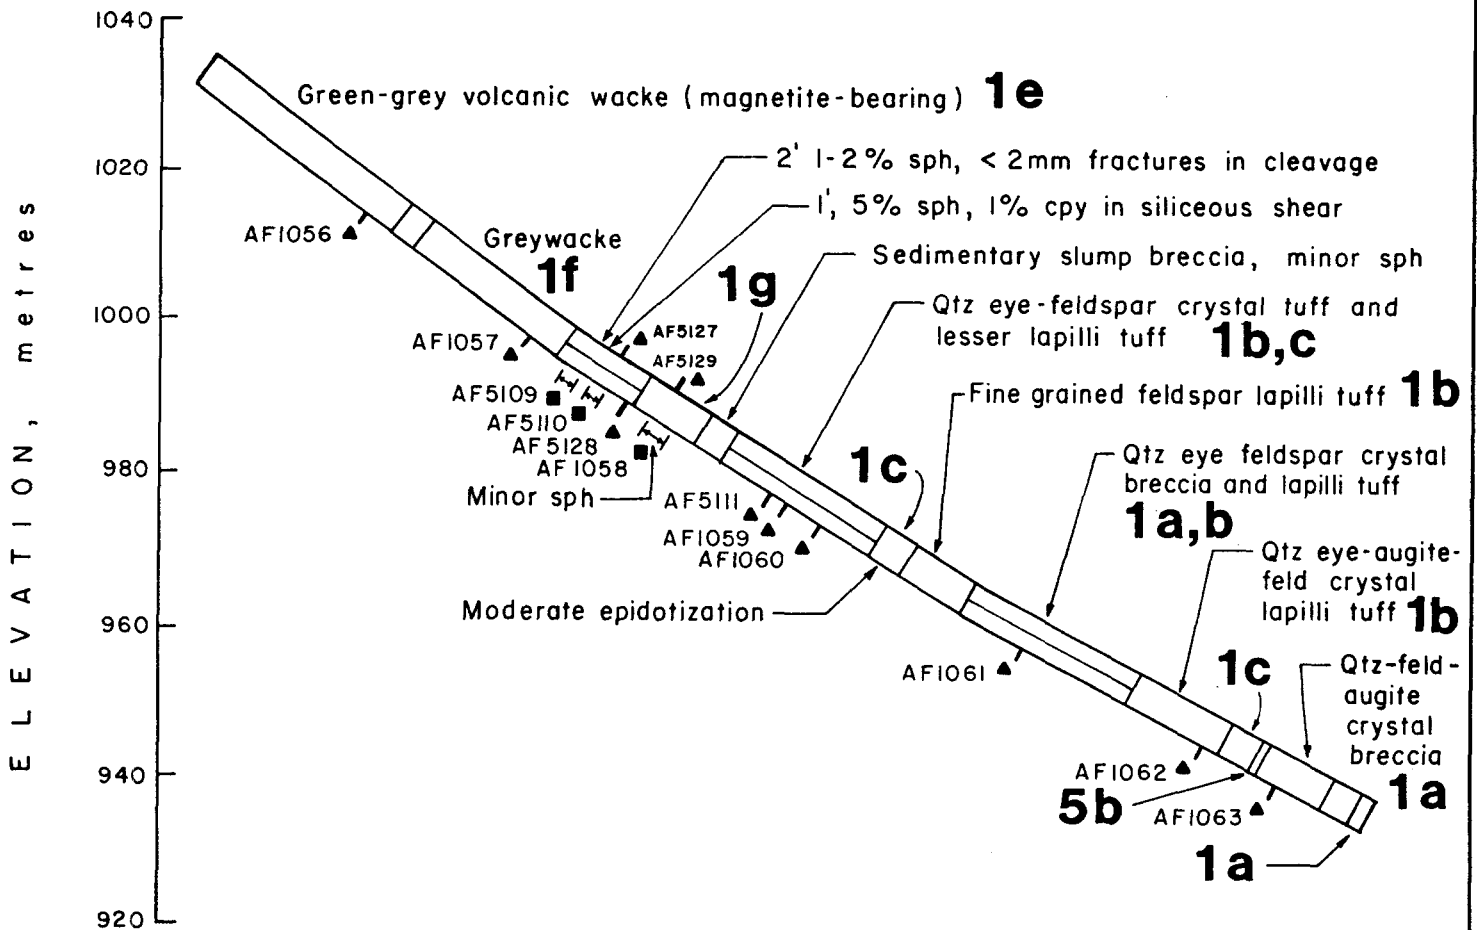 1040
Green-grey volcanic wacke (magnetite-bearing) 1e
1020
2' 1-2% sph, < 2mm fractures in cleavage
1', 5% sph, 1% cpy in siliceous shear
AF1056
Greywacke
1f
Sedimentary slump breccia, minor sph
1g
1000
Qtz eye-feldspar crystal tuff and
lesser lapilli tuff 1b,c
AF5127
AF1057
AF5129
AF5109
AF5110
AF5128
AF1058
Fine grained feldspar lapilli tuff 1b
980
Minor sph
AF5111
AF1059
AF1060
1c
Qtz eye feldspar crystal
breccia and lapilli tuff
1a,b
Moderate epidotization
Qtz eye-augite-
feld crystal
lapilli tuff 1b
960
AF1061
1c
Qtz-feld-
augite
crystal
breccia
1a
940
AF1062
5b
AF1063
1a
920
ELEVATION, metres